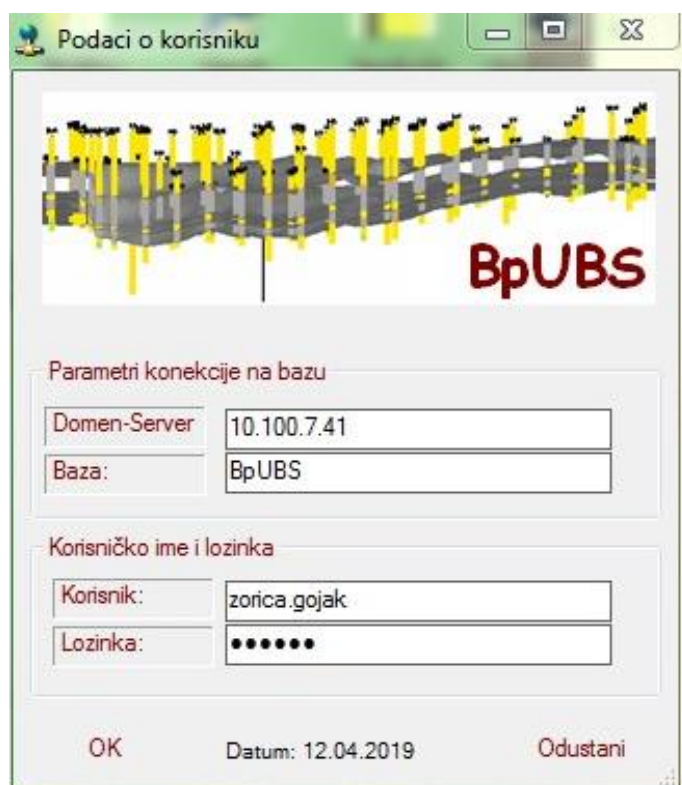 Podaci o korisniku
BpUBS
Parametri konekcije na bazu
Domen-Server 10.100.7.41
Baza: BpUBS
Korisničko ime i lozinka
Korisnik: zorica.gojak
Lozinka: ●●●●●●
OK Datum: 12.04.2019 Odustani